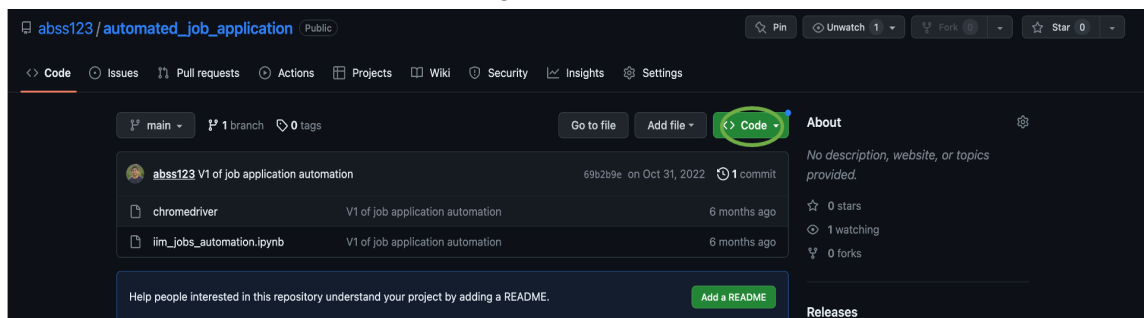 abss123 / automated_job_application Public
Pin Unwatch 1 Fork 0 Star 0
<> Code Issues Pull requests Actions Projects Wiki Security Insights Settings
main 1 branch 0 tags Go to file Add file <> Code
About
No description, website, or topics
provided.
abss123 V1 of job application automation 69b2b9e on Oct 31, 2022 1 commit
chromedriver V1 of job application automation 6 months ago
iim_jobs_automation.ipynb V1 of job application automation 6 months ago
0 stars
1 watching
0 forks
Help people interested in this repository understand your project by adding a README. Add a README
Releases